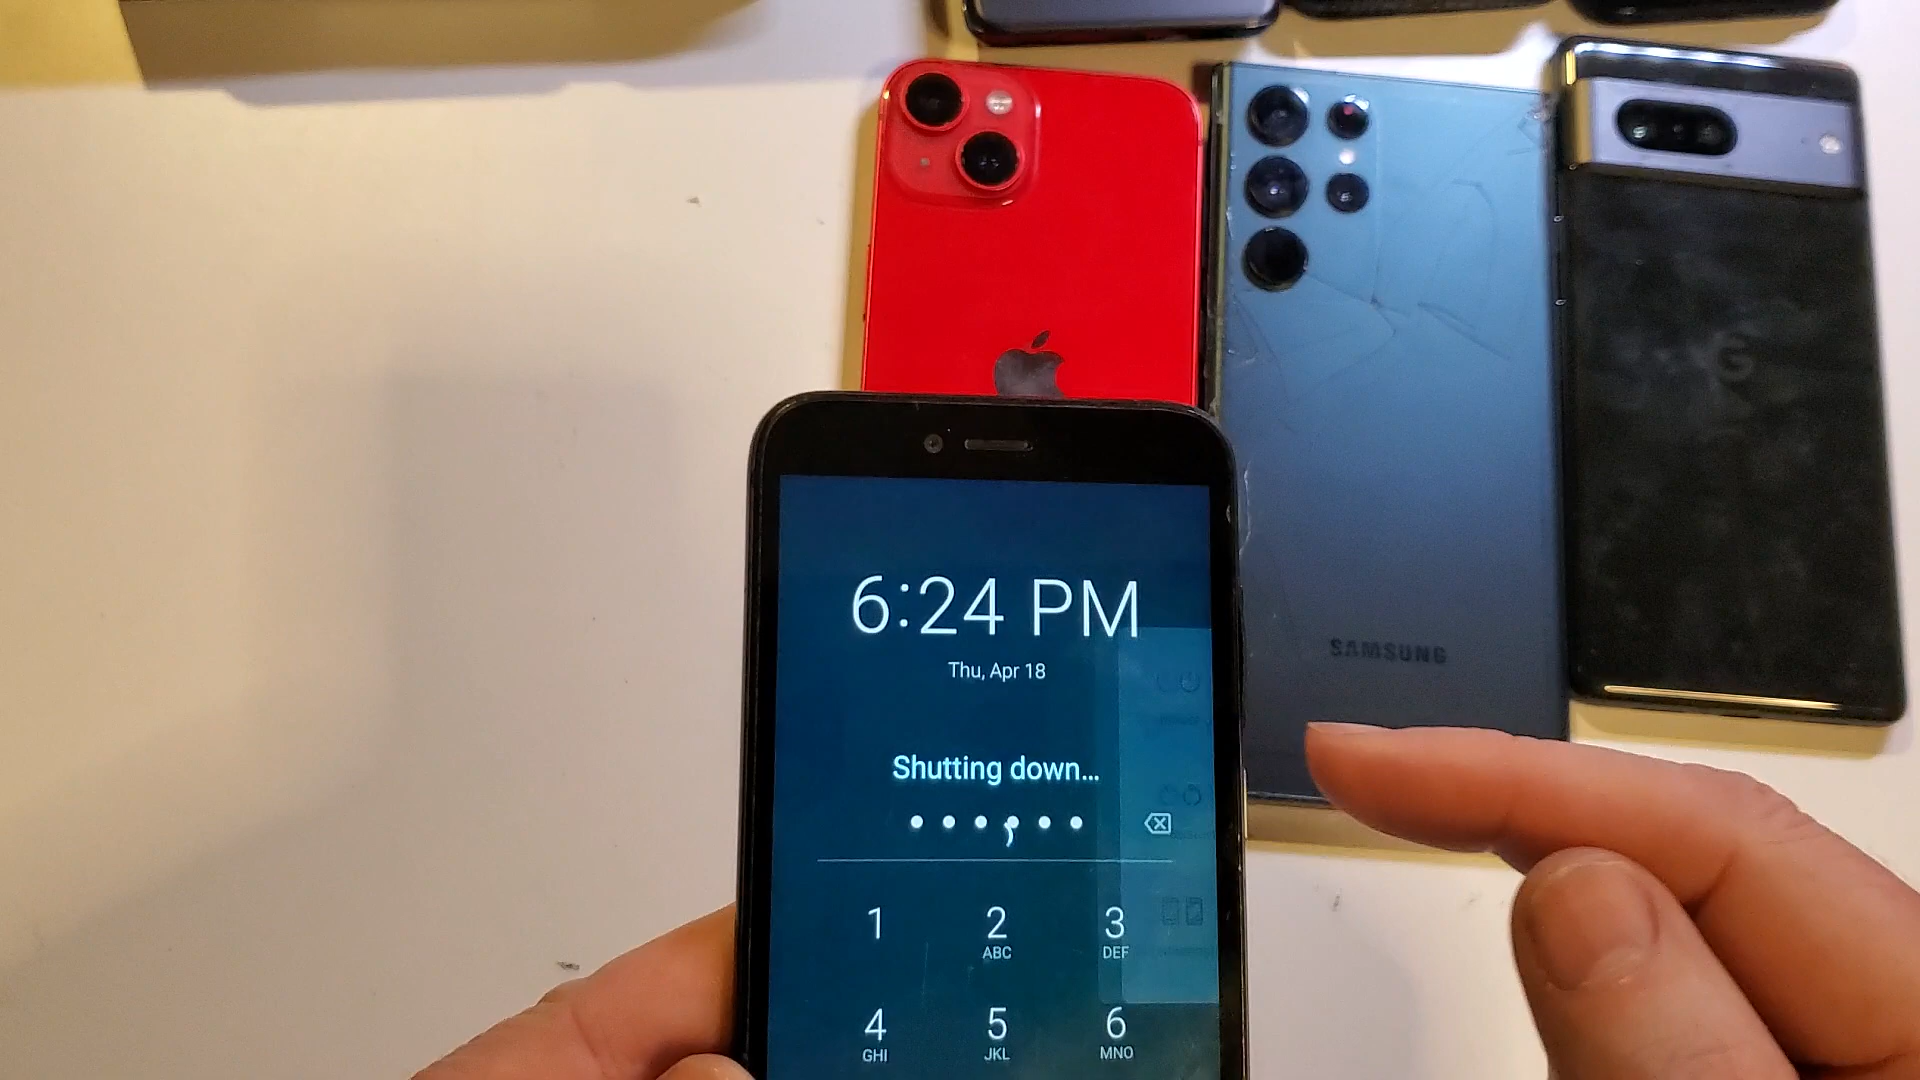 SAMSUNG
G
6:24 PM
Thu, Apr 18
Shutting down...
1
2
ABC
3
DEF
4
GHI
5
JKL
6
MNO